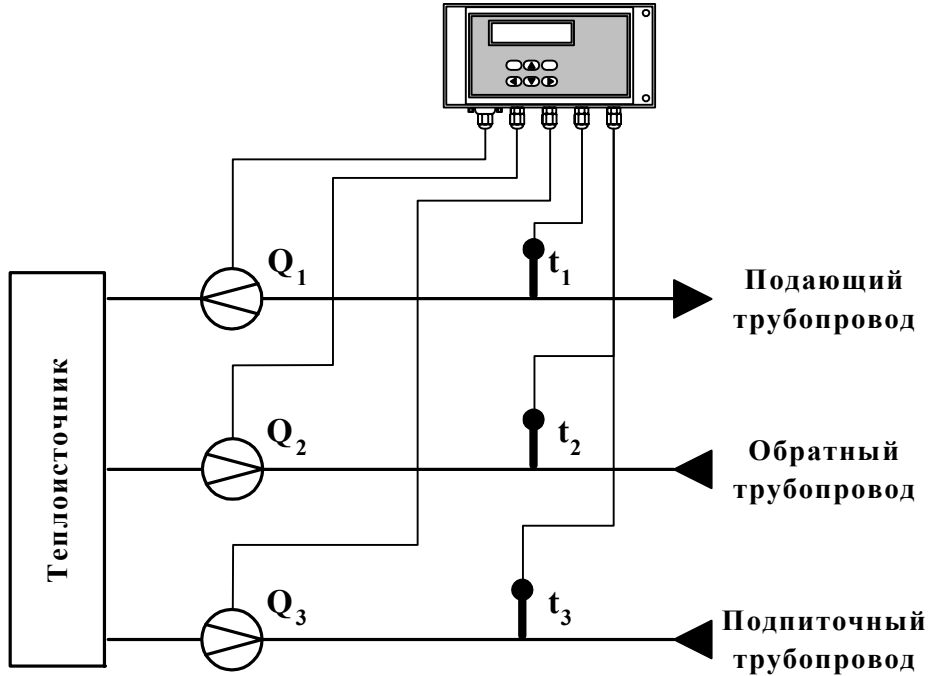 Q1
t1
Подающий
трубопровод
Теплоисточник
Q2
t2
Обратный
трубопровод
Q3
t3
Подпиточный
трубопровод